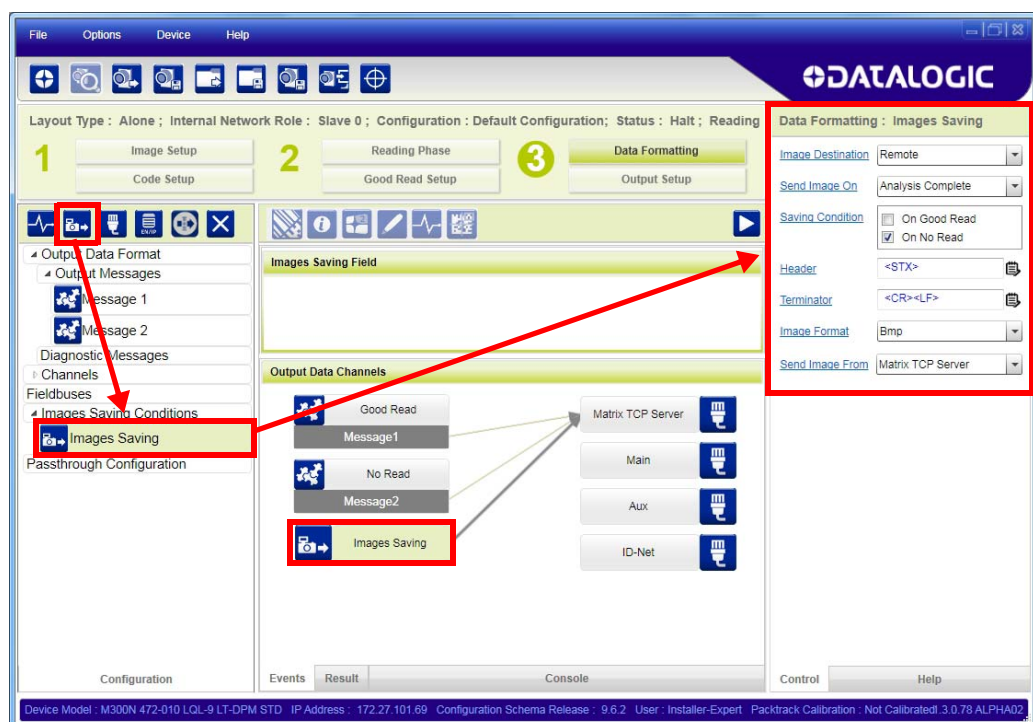 File Options Device Help
DATALOGIC
Layout Type : Alone ; Internal Network Role : Slave 0 ; Configuration : Default Configuration; Status : Halt ; Reading
1 Image Setup 2 Reading Phase 3 Data Formatting
Code Setup Good Read Setup Output Setup
EN/IP
Output Data Format
Output Messages
Message 1
Message 2
Diagnostic Messages
Channels
Fieldbuses
Images Saving Conditions
Images Saving
Passthrough Configuration
Configuration
Images Saving Field
Output Data Channels
Good Read
Message1
No Read
Message2
Images Saving
Matrix TCP Server
Main
Aux
ID-Net
Events Result Console
Data Formatting : Images Saving
Image Destination Remote
Send Image On Analysis Complete
Saving Condition On Good Read
On No Read
Header <STX>
Terminator <CR><LF>
Image Format Bmp
Send Image From Matrix TCP Server
Control Help
Device Model : M300N 472-010 LQL-9 LT-DPM STD IP Address : 172.27.101.69 Configuration Schema Release : 9.6.2 User : Installer-Expert Packtrack Calibration : Not Calibrated!.3.0.78 ALPHA02